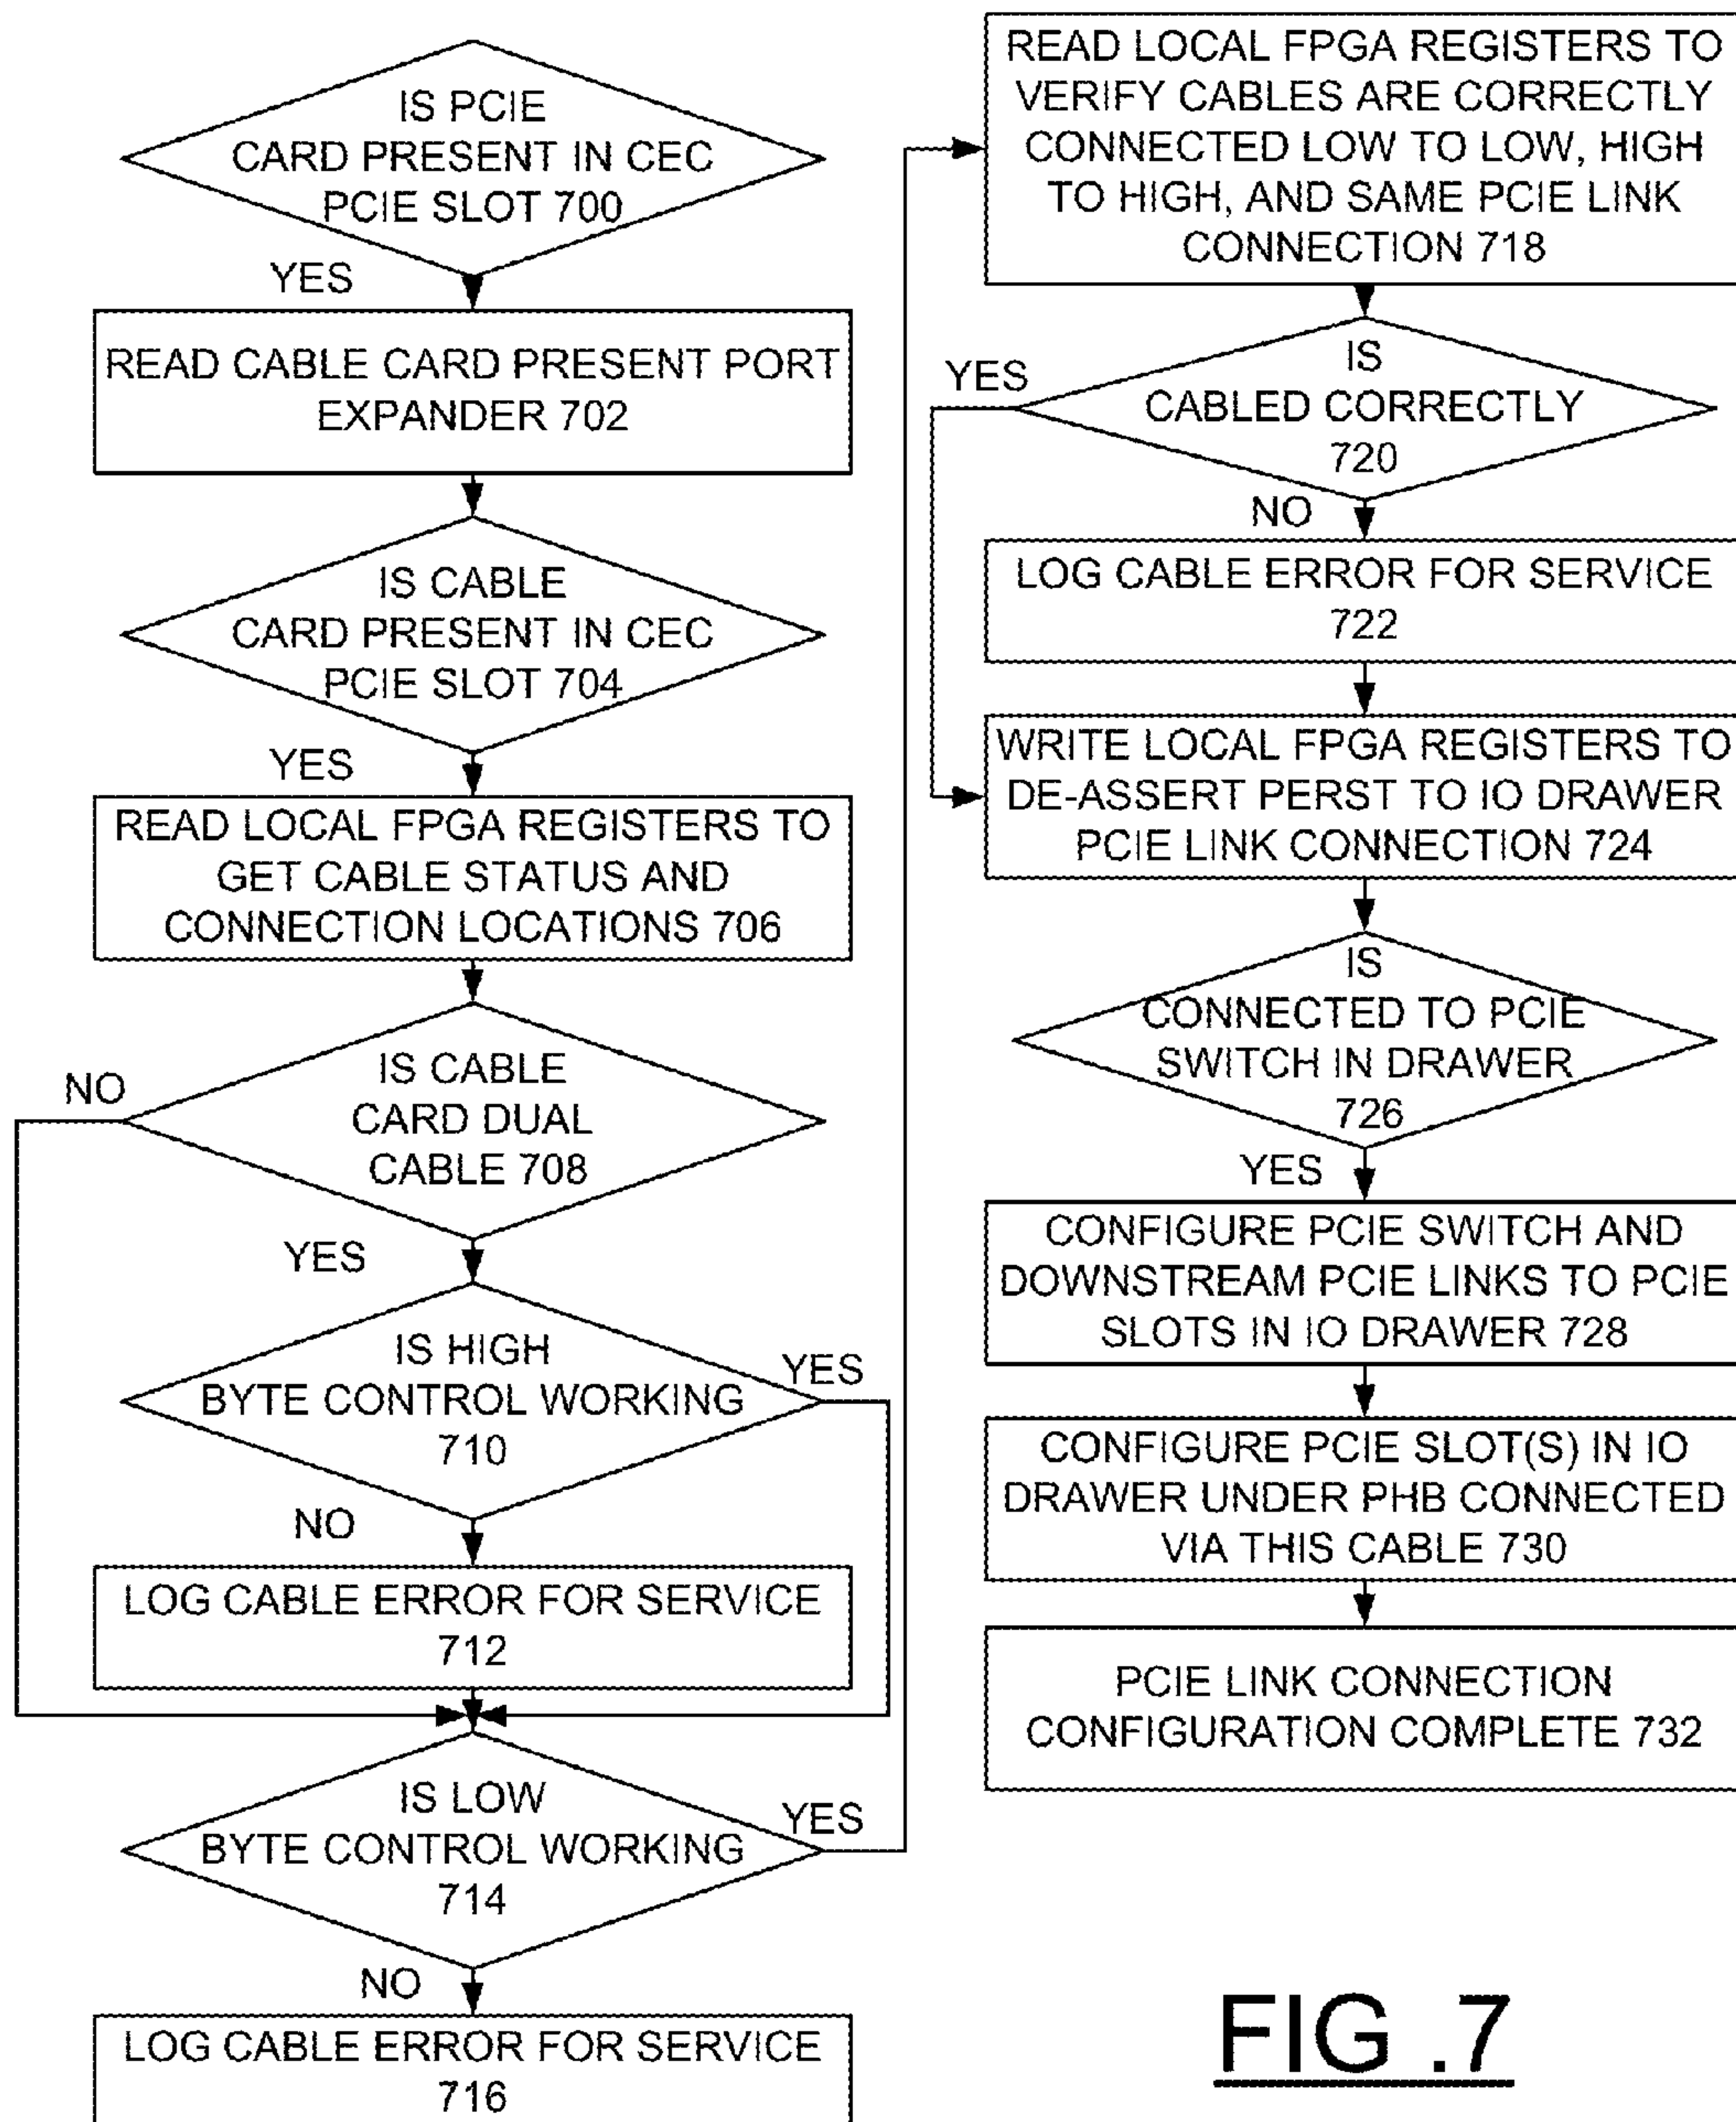 IS PCIE
CARD PRESENT IN CEC
PCIE SLOT 700
YES
READ CABLE CARD PRESENT PORT
EXPANDER 702
IS CABLE
CARD PRESENT IN CEC
PCIE SLOT 704
YES
READ LOCAL FPGA REGISTERS TO
GET CABLE STATUS AND
CONNECTION LOCATIONS 706
NO
IS CABLE
CARD DUAL
CABLE 708
YES
IS HIGH
BYTE CONTROL WORKING
710
YES
NO
LOG CABLE ERROR FOR SERVICE
712
IS LOW
BYTE CONTROL WORKING
714
YES
NO
LOG CABLE ERROR FOR SERVICE
716
READ LOCAL FPGA REGISTERS TO
VERIFY CABLES ARE CORRECTLY
CONNECTED LOW TO LOW, HIGH
TO HIGH, AND SAME PCIE LINK
CONNECTION 718
YES
IS
CABLED CORRECTLY
720
NO
LOG CABLE ERROR FOR SERVICE
722
WRITE LOCAL FPGA REGISTERS TO
DE-ASSERT PERST TO IO DRAWER
PCIE LINK CONNECTION 724
IS
CONNECTED TO PCIE
SWITCH IN DRAWER
726
YES
CONFIGURE PCIE SWITCH AND
DOWNSTREAM PCIE LINKS TO PCIE
SLOTS IN IO DRAWER 728
CONFIGURE PCIE SLOT(S) IN IO
DRAWER UNDER PHB CONNECTED
VIA THIS CABLE 730
PCIE LINK CONNECTION
CONFIGURATION COMPLETE 732
FIG .7